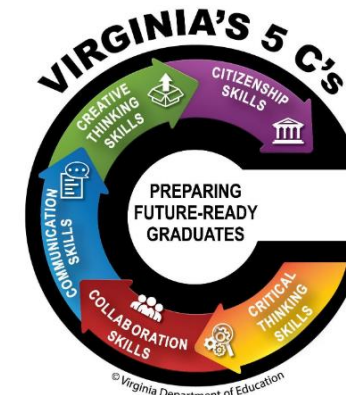 VIRGINIA'S 5 C's
CREATIVE
THINKING
SKILLS
CITIZENSHIP
SKILLS
PREPARING
FUTURE-READY
GRADUATES
COMMUNICATION
SKILLS
COLLABORATION
SKILLS
CRITICAL
THINKING
SKILLS
© Virginia Department of Education